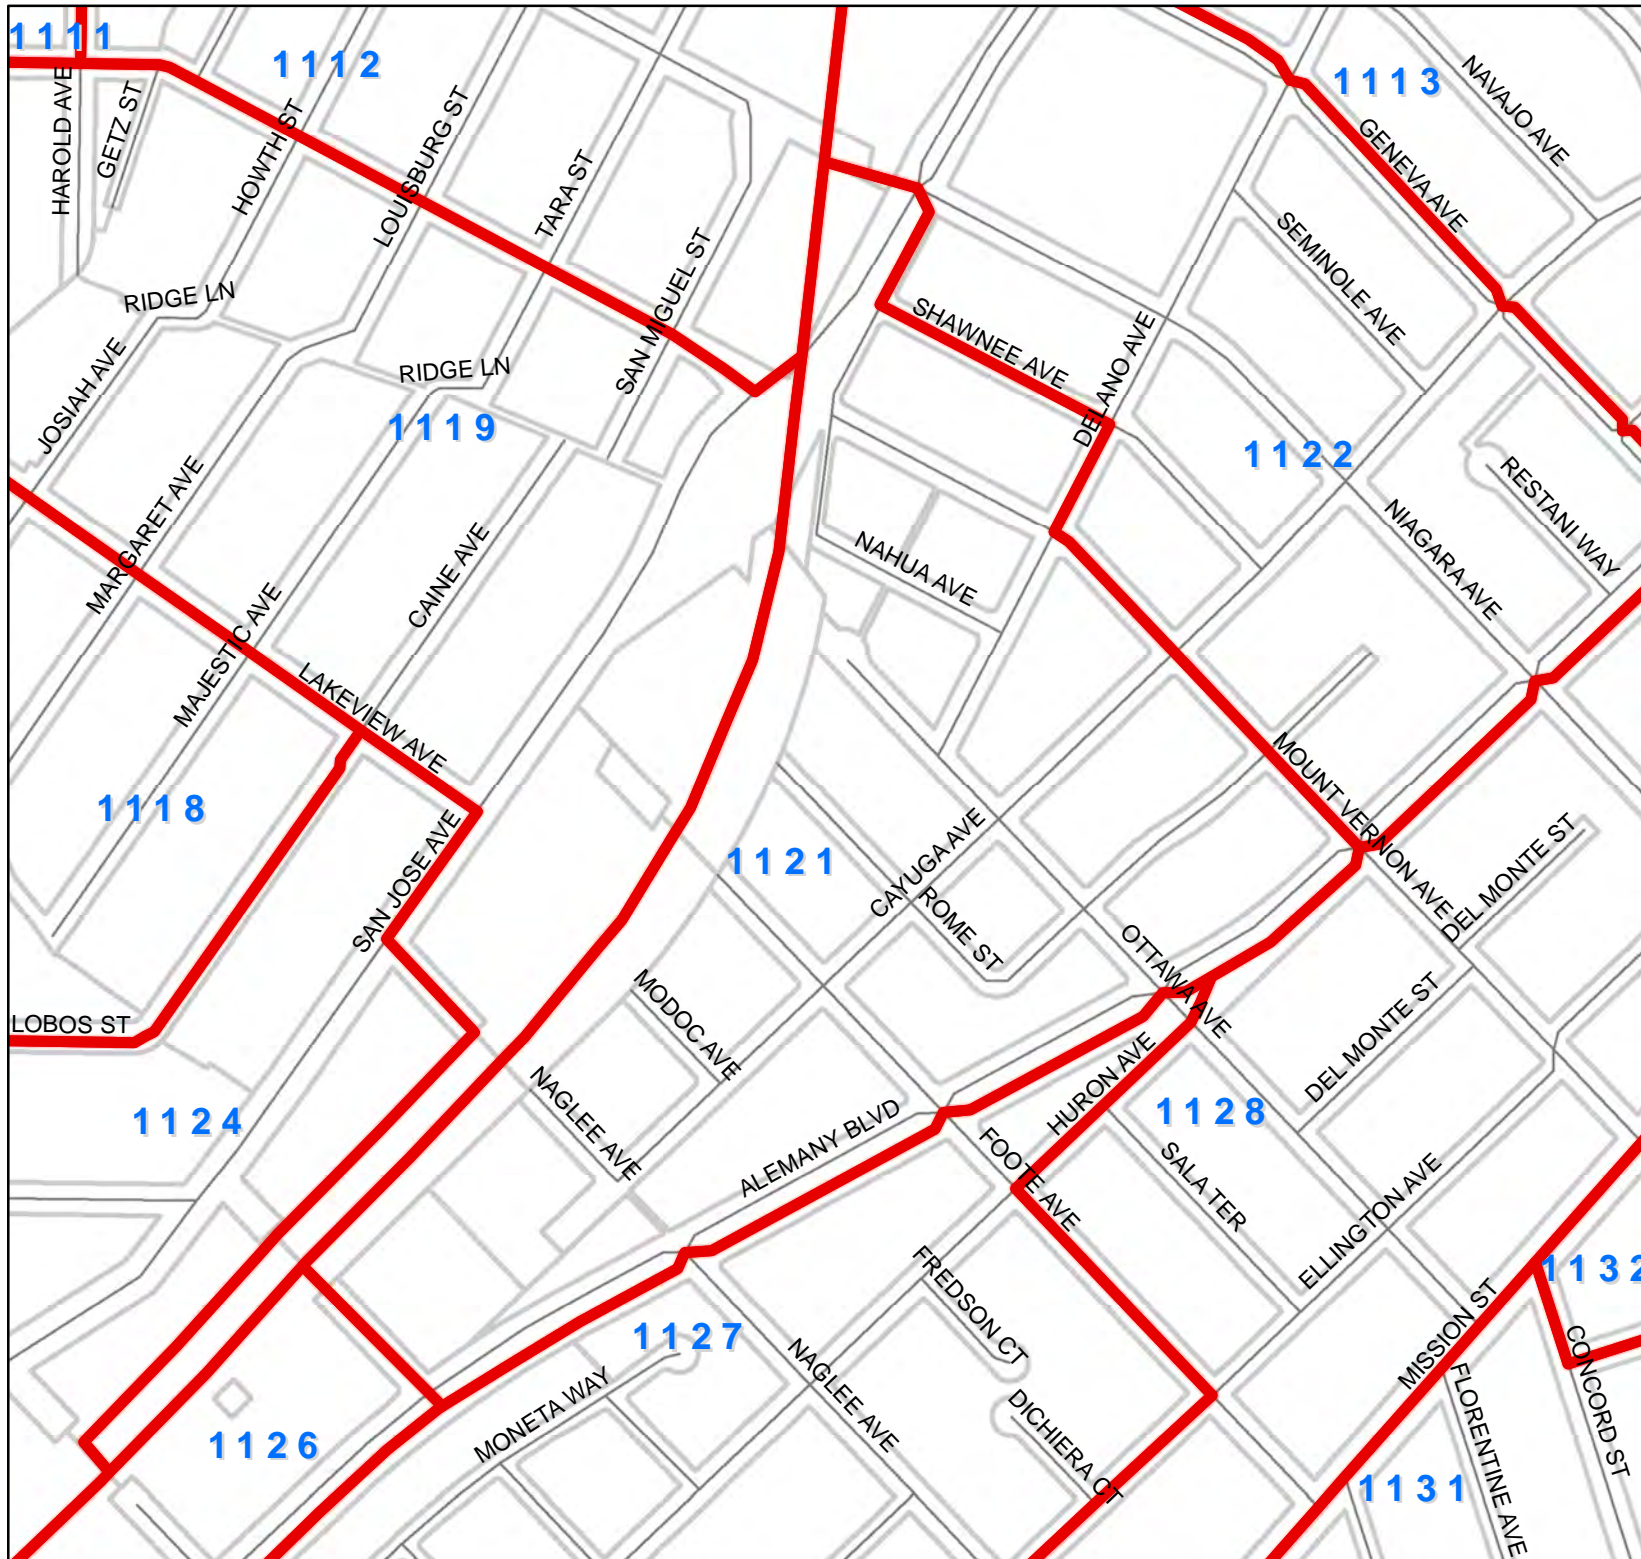 1111
1112
1113
HAROLD AVE
GETZ ST
HOWTH ST
LOUISBURG ST
TARA ST
SAN MIGUEL ST
NAVAJO AVE
GENEVA AVE
SEMINOLE AVE
RIDGE LN
RIDGE LN
SHAWNEE AVE
DELANO AVE
JOSIAH AVE
1119
1122
MARGARET AVE
CAINE AVE
NAHUA AVE
NIAGARA AVE
RESTANI WAY
MAJESTIC AVE
LAKEVIEW AVE
1118
SAN JOSE AVE
1121
CAYUGA AVE
ROME ST
MOUNT VERNON AVE
DEL MONTE ST
OTTAWA AVE
LOBOS ST
MODOC AVE
DEL MONTE ST
NAGLEE AVE
HURON AVE
1124
1128
ALEMANY BLVD
FOOTE AVE
SALA TER
ELLINGTON AVE
FREDSON CT
1132
1127
MISSION ST
CONCORD ST
NAGLEE AVE
MONETA WAY
DICHIERA CT
FLORENTINE AVE
1126
1131